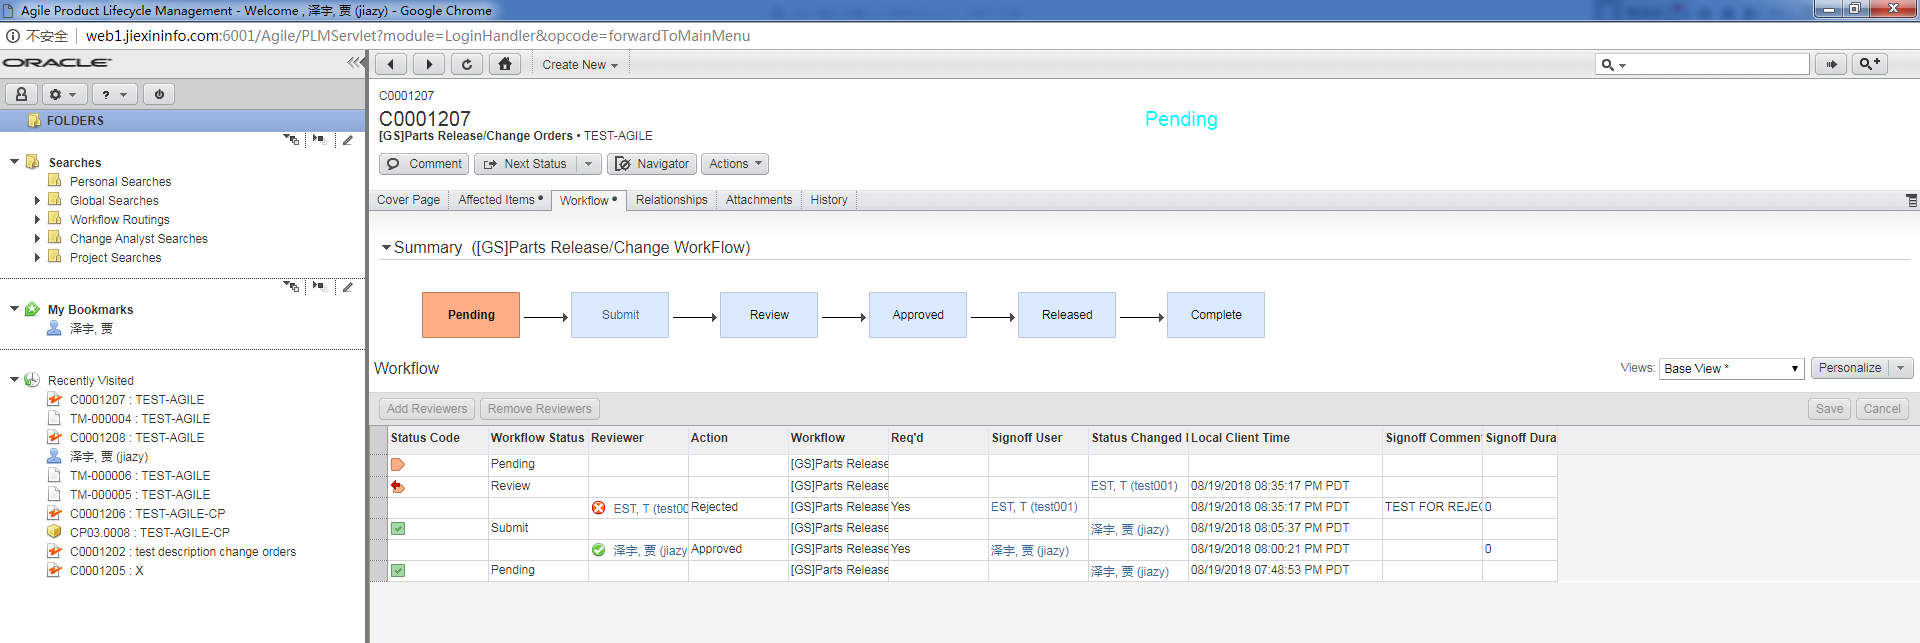 Agile Product Lifecycle Management - Welcome , 泽宇, 贾 (jiazy) - Google Chrome
不安全 web1.jiexininfo.com:6001/Agile/PLMServlet?module=LoginHandler&opcode=forwardToMainMenu
ORACLE
Create New
FOLDERS
Searches
Personal Searches
Global Searches
Workflow Routings
Change Analyst Searches
Project Searches
My Bookmarks
泽宇, 贾
Recently Visited
C0001207 : TEST-AGILE
TM-000004 : TEST-AGILE
C0001208 : TEST-AGILE
泽宇, 贾 (jiazy)
TM-000006 : TEST-AGILE
TM-000005 : TEST-AGILE
C0001206 : TEST-AGILE-CP
CP03.0008 : TEST-AGILE-CP
C0001202 : test description change orders
C0001205 : X
C0001207
C0001207
Pending
[GS]Parts Release/Change Orders • TEST-AGILE
Comment Next Status Navigator Actions
Cover Page Affected Items • Workflow • Relationships Attachments History
Summary ([GS]Parts Release/Change WorkFlow)
Pending Submit Review Approved Released Complete
Workflow
Views: Base View * Personalize
Add Reviewers Remove Reviewers Save Cancel
Status Code Workflow Status Reviewer Action Workflow Req'd Signoff User Status Changed Local Client Time Signoff Commen Signoff Dura
Pending [GS]Parts Release
Review [GS]Parts Release EST, T (test001) 08/19/2018 08:35:17 PM PDT
EST, T (test00 Rejected [GS]Parts Release Yes EST, T (test001) 08/19/2018 08:35:17 PM PDT TEST FOR REJE 0
Submit [GS]Parts Release 泽宇, 贾 (jiazy) 08/19/2018 08:05:37 PM PDT
泽宇, 贾 (jiazy Approved [GS]Parts Release Yes 泽宇, 贾 (jiazy) 08/19/2018 08:00:21 PM PDT 0
Pending [GS]Parts Release 泽宇, 贾 (jiazy) 08/19/2018 07:48:53 PM PDT